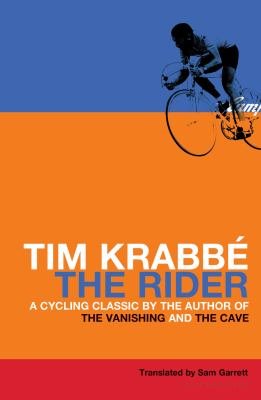 TIM KRABBÉ
THE RIDER
A CYCLING CLASSIC BY THE AUTHOR OF
THE VANISHING AND THE CAVE
Translated by Sam Garrett